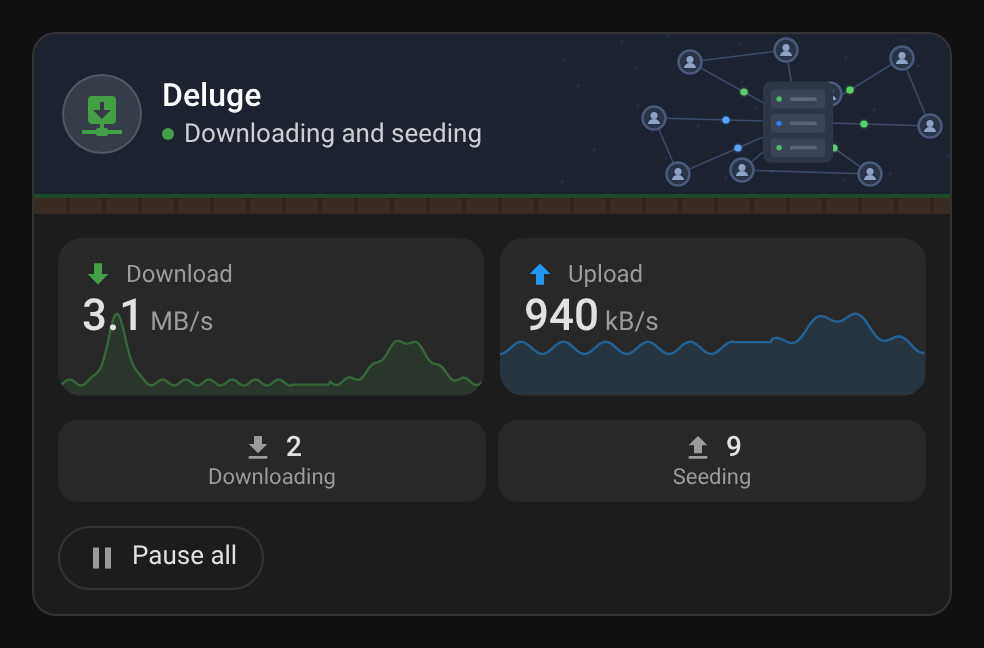 Deluge
Downloading and seeding
Download
3.1 MB/s
Upload
940 kB/s
2
Downloading
9
Seeding
Pause all